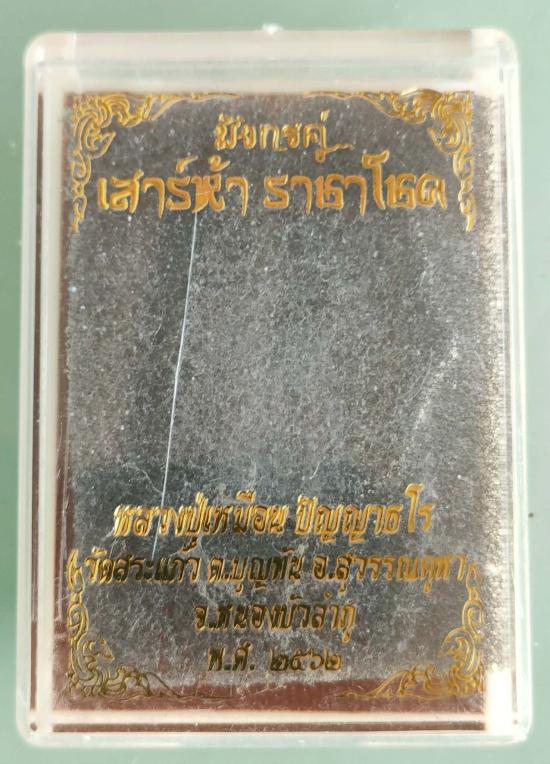 มังกรคู่
เสาร์ห้า ราชาโชค
หลวงปู่เหมือน ปัญญาธโร
วัดสระแก้ว ต.บุญทัน อ.สุวรรณคูหา
จ.หนองบัวลำภู
พ.ศ. ๒๕๖๒